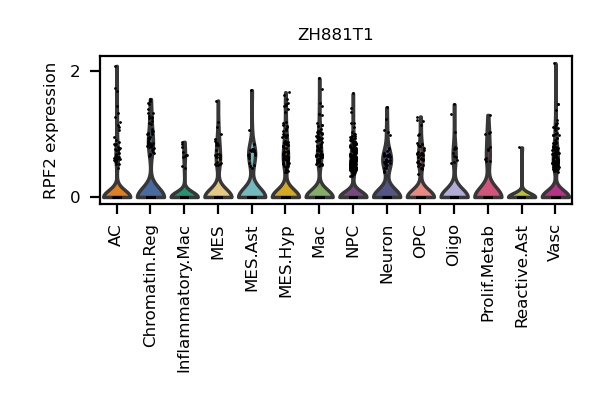 ZH881T1
RPF2 expression
2
0
AC
Chromatin.Reg
Inflammatory.Mac
MES
MES.Ast
MES.Hyp
Mac
NPC
Neuron
OPC
Oligo
Prolif.Metab
Reactive.Ast
Vasc